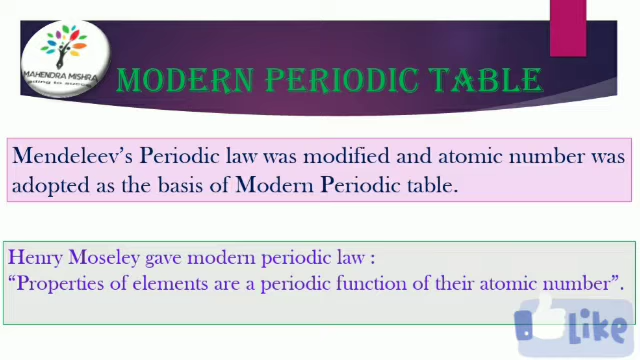 MAHENDRA MISHRA
MODERN PERIODIC TABLE
Mendeleev's Periodic law was modified and atomic number was
adopted as the basis of Modern Periodic table.
Henry Moseley gave modern periodic law :
“Properties of elements are a periodic function of their atomic number”.
Like